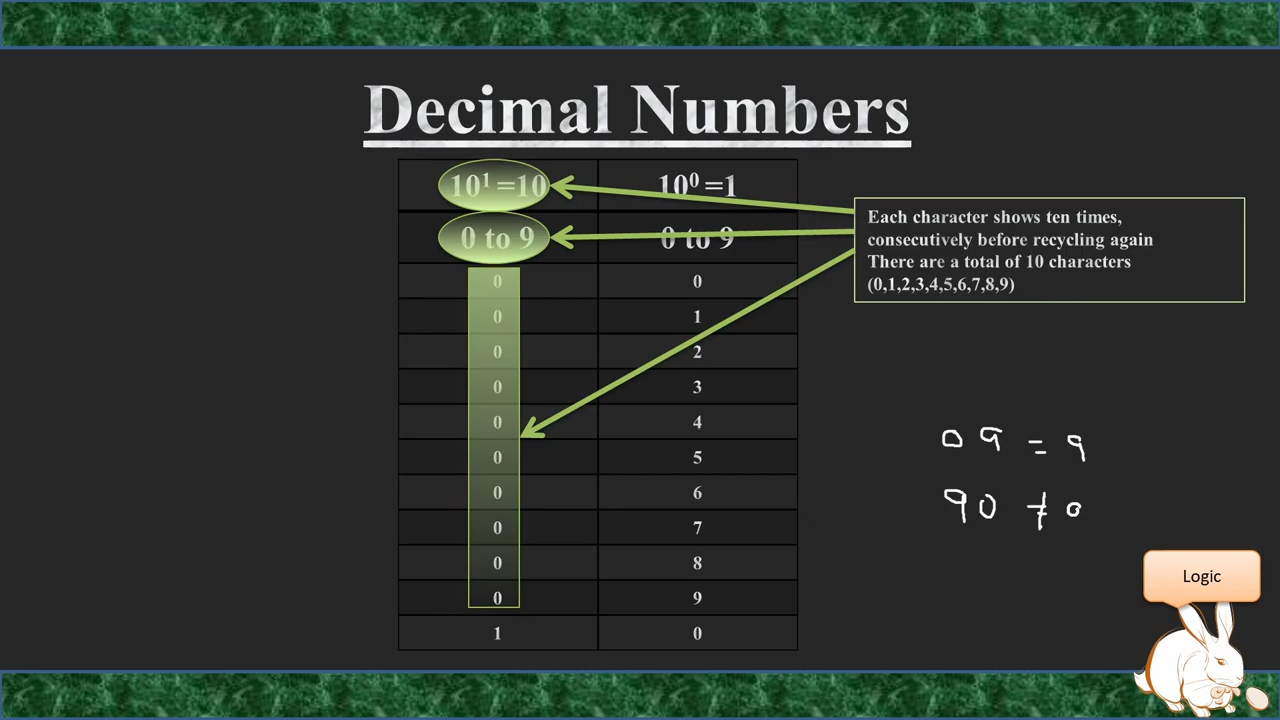 Decimal Numbers
10¹ =10 10⁰ =1
0 to 9 0 to 9
0 0
0 1
0 2
0 3
0 4
0 5
0 6
0 7
0 8
0 9
1 0
Each character shows ten times,
consecutively before recycling again
There are a total of 10 characters
(0,1,2,3,4,5,6,7,8,9)
09 = 9
90 ≠ 0
Logic